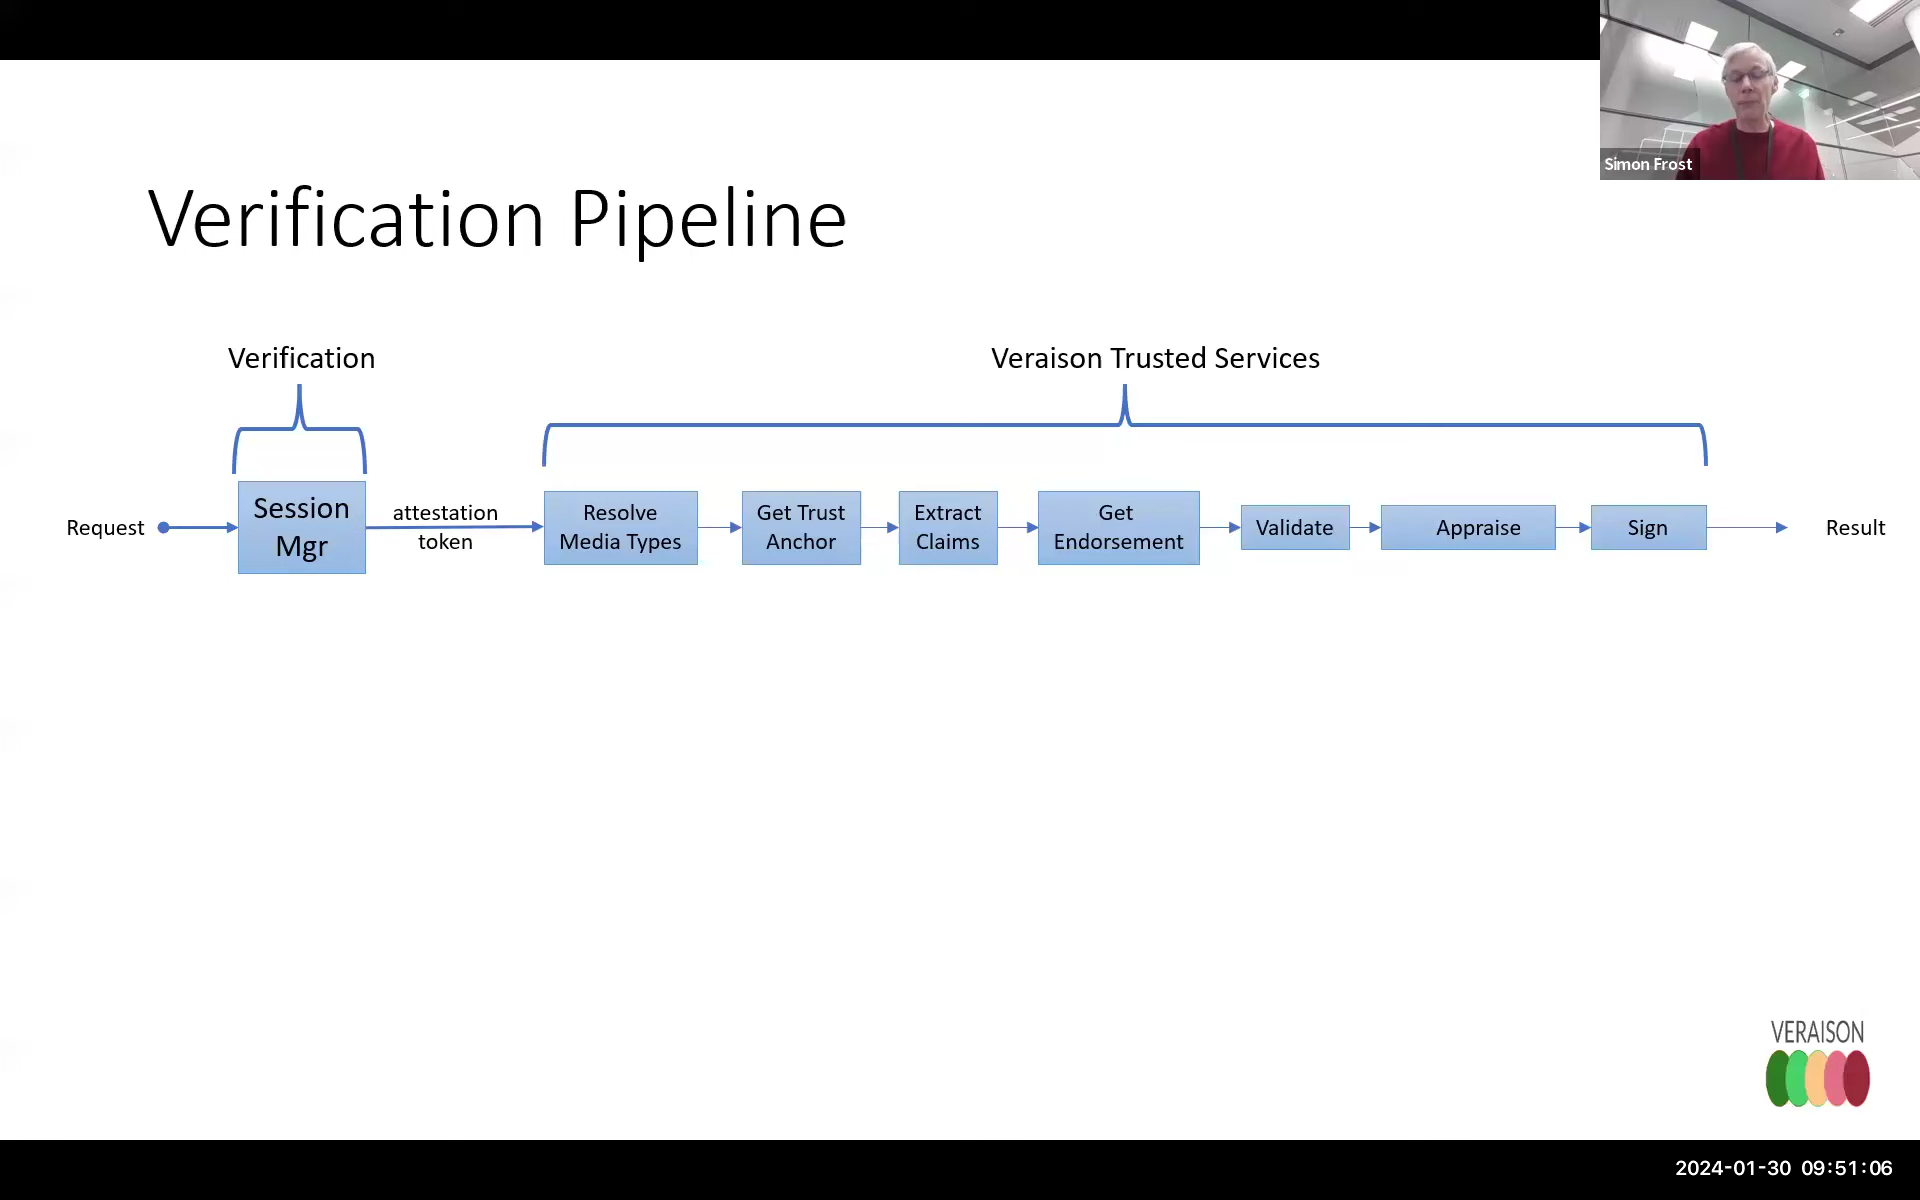 Simon Frost
Verification Pipeline
Verification
Veraison Trusted Services
Request
Session
Mgr
attestation
token
Resolve
Media Types
Get Trust
Anchor
Extract
Claims
Get
Endorsement
Validate
Appraise
Sign
Result
VERAISON
2024-01-30 09:51:06